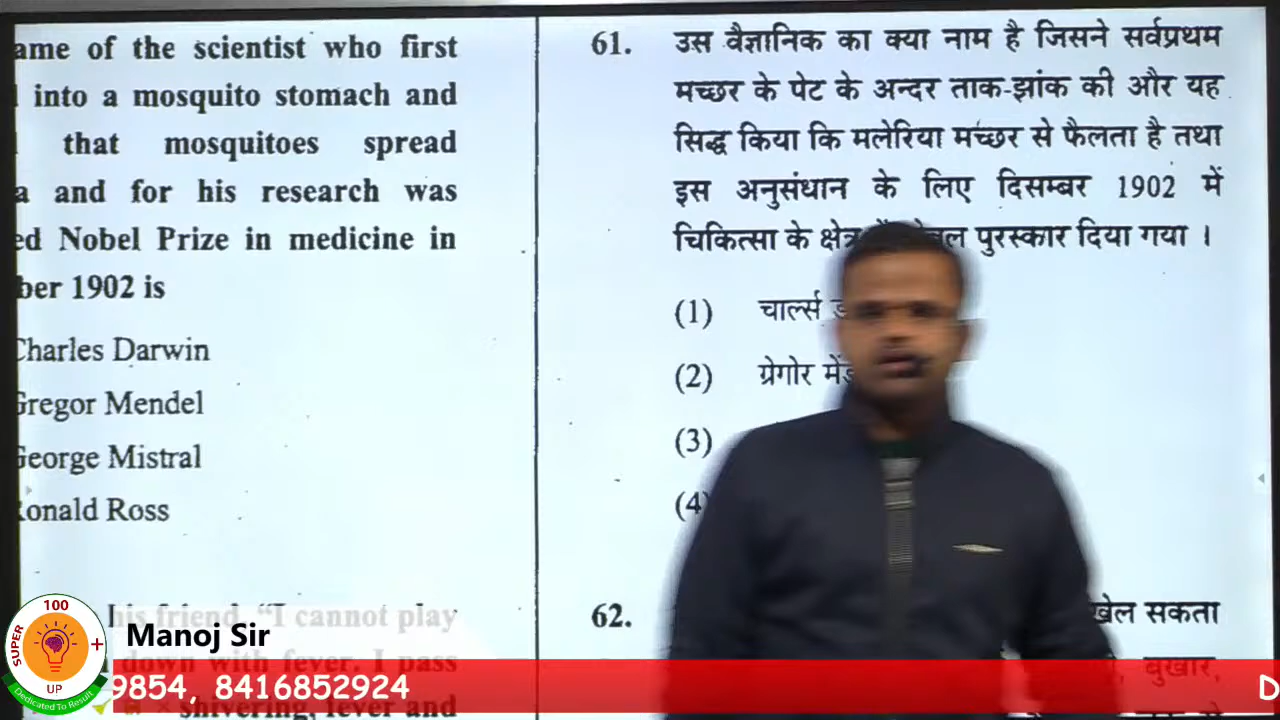 ame of the scientist who first
into a mosquito stomach and
that mosquitoes spread
a and for his research was
ed Nobel Prize in medicine in
ber 1902 is
Charles Darwin
Gregor Mendel
George Mistral
Ronald Ross
his friend, “I cannot play
down with fever. I pass
shivering, fever and
61. उस वैज्ञानिक का क्या नाम है जिसने सर्वप्रथम
मच्छर के पेट के अन्दर ताक-झांक की और यह
सिद्ध किया कि मलेरिया मच्छर से फैलता है तथा
इस अनुसंधान के लिए दिसम्बर 1902 में
चिकित्सा के क्षेत्र पुरस्कार दिया गया ।
(1) चार्ल्स
(2) ग्रेगोर
(3)
(4)
62. खेल सकता
बुखार,
SUPER 100+ UP
Dedicated To Result
Manoj Sir
9854, 8416852924
D